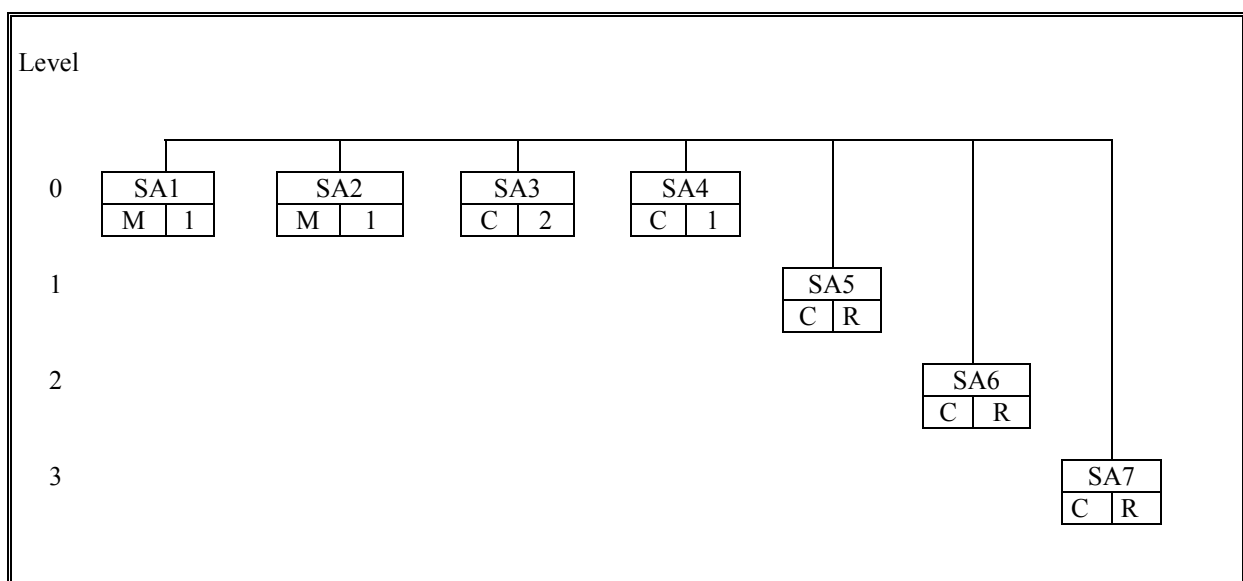 Level
0 SA1 SA2 SA3 SA4
M 1 M 1 C 2 C 1
1 SA5
C R
2 SA6
C R
3 SA7
C R